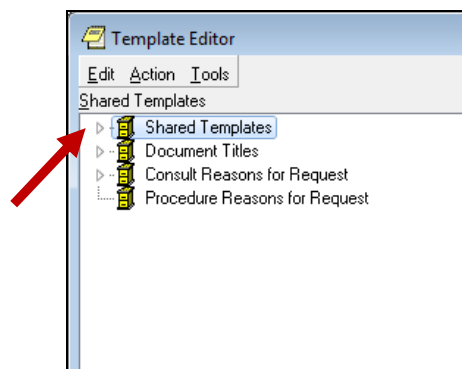 Template Editor
Edit Action Tools
Shared Templates
Shared Templates
Document Titles
Consult Reasons for Request
Procedure Reasons for Request